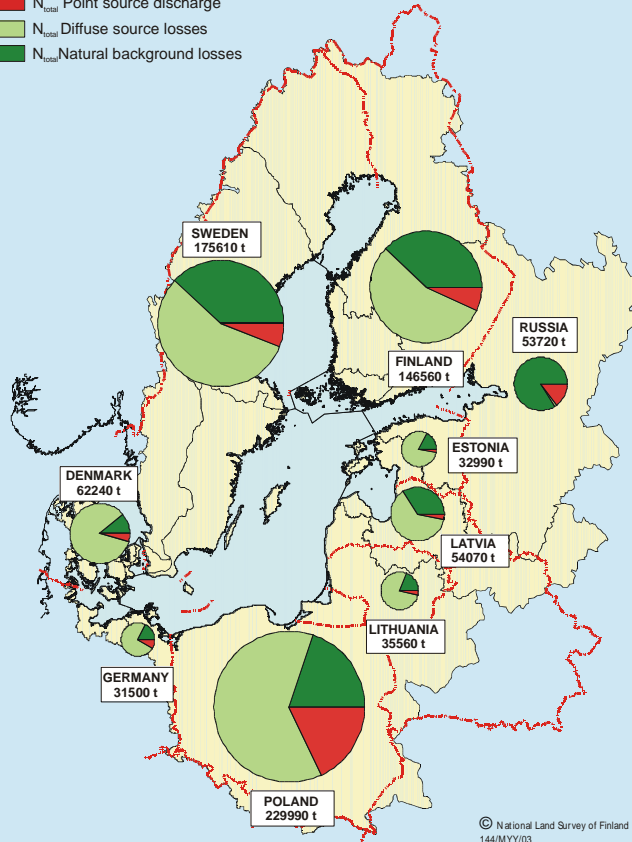 Ntotal Point source discharge
Ntotal Diffuse source losses
Ntotal Natural background losses
SWEDEN
175610 t
FINLAND
146560 t
RUSSIA
53720 t
ESTONIA
32990 t
DENMARK
62240 t
LATVIA
54070 t
LITHUANIA
35560 t
GERMANY
31500 t
POLAND
229990 t
© National Land Survey of Finland
144/MYY/03